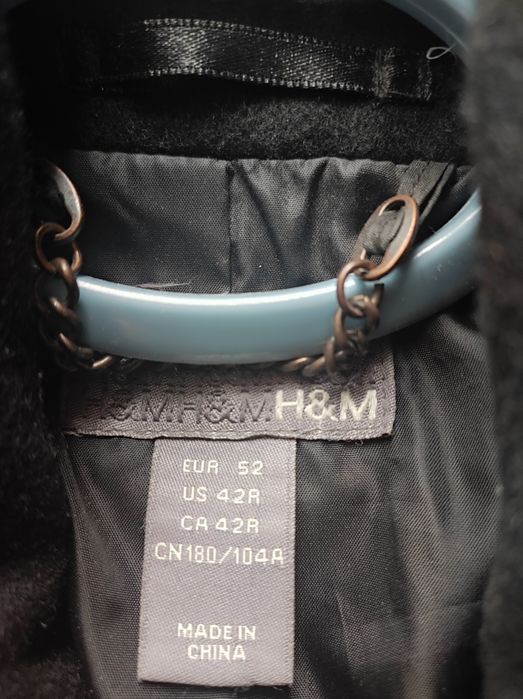 H&M H&M H&M
EUR 52
US 42R
CA 42R
CN180/104A
MADE IN
CHINA